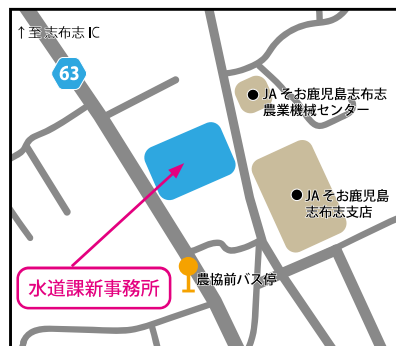 ↑至 志布志 IC
63
JA そお鹿児島志布志
農業機械センター
JA そお鹿児島
志布志支店
農協前バス停
水道課新事務所